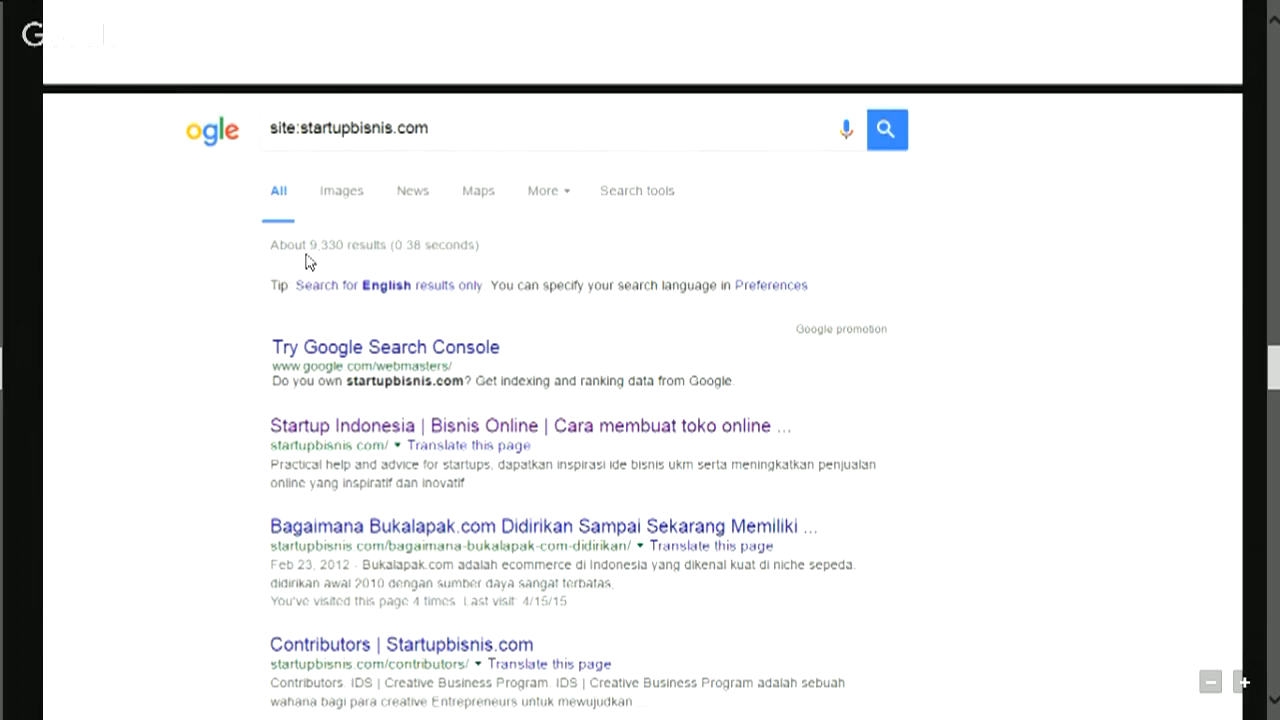 G
ogle
site:startupbisnis.com
All Images News Maps More Search tools
About 9,330 results (0 38 seconds)
Tip Search for English results only You can specify your search language in Preferences
Google promotion
Try Google Search Console
www google com/webmasters/
Do you own startupbisnis.com? Get indexing and ranking data from Google.
Startup Indonesia | Bisnis Online | Cara membuat toko online ...
startupbisnis com/ Translate this page
Practical help and advice for startups, dapatkan inspirasi ide bisnis ukm serta meningkatkan penjualan
online yang inspiratif dan inovatif
Bagaimana Bukalapak.com Didirikan Sampai Sekarang Memiliki ...
startupbisnis com/bagaimana-bukalapak-com-didirikan/ Translate this page
Feb 23, 2012 - Bukalapak.com adalah ecommerce di Indonesia yang dikenal kuat di niche sepeda.
didirikan awal 2010 dengan sumber daya sangat terbatas,
You've visited this page 4 times. Last visit: 4/15/15
Contributors | Startupbisnis.com
startupbisnis.com/contributors/ Translate this page
Contributors. IDS | Creative Business Program. IDS | Creative Business Program adalah sebuah
wahana bagi para creative Entrepreneurs untuk mewujudkan